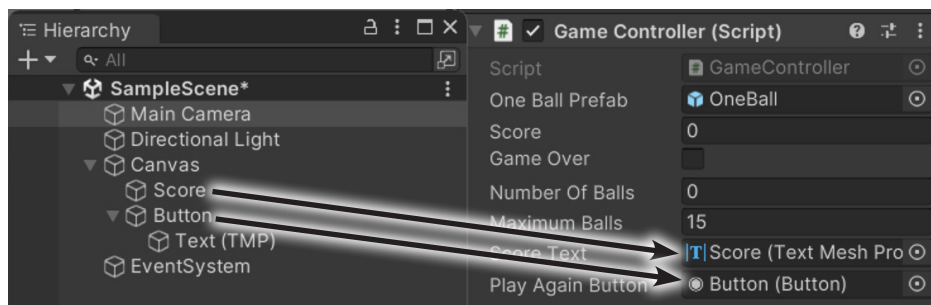 Hierarchy
All
SampleScene*
Main Camera
Directional Light
Canvas
Score
Button
Text (TMP)
EventSystem
# Game Controller (Script)
Script # GameController
One Ball Prefab OneBall
Score 0
Game Over
Number Of Balls 0
Maximum Balls 15
Score Text |T| Score (Text Mesh Pro
Play Again Button Button (Button)